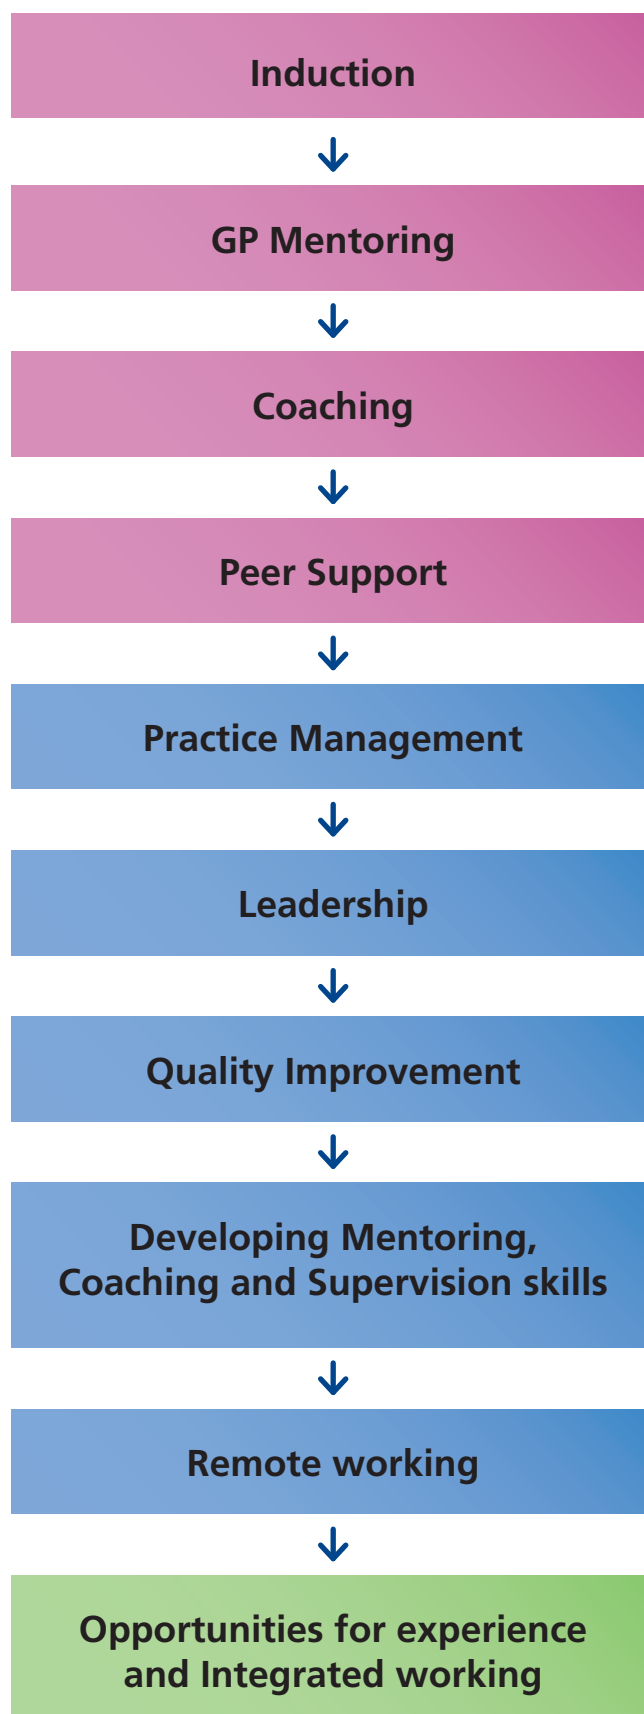 Induction
GP Mentoring
Coaching
Peer Support
Practice Management
Leadership
Quality Improvement
Developing Mentoring,
Coaching and Supervision skills
Remote working
Opportunities for experience
and Integrated working